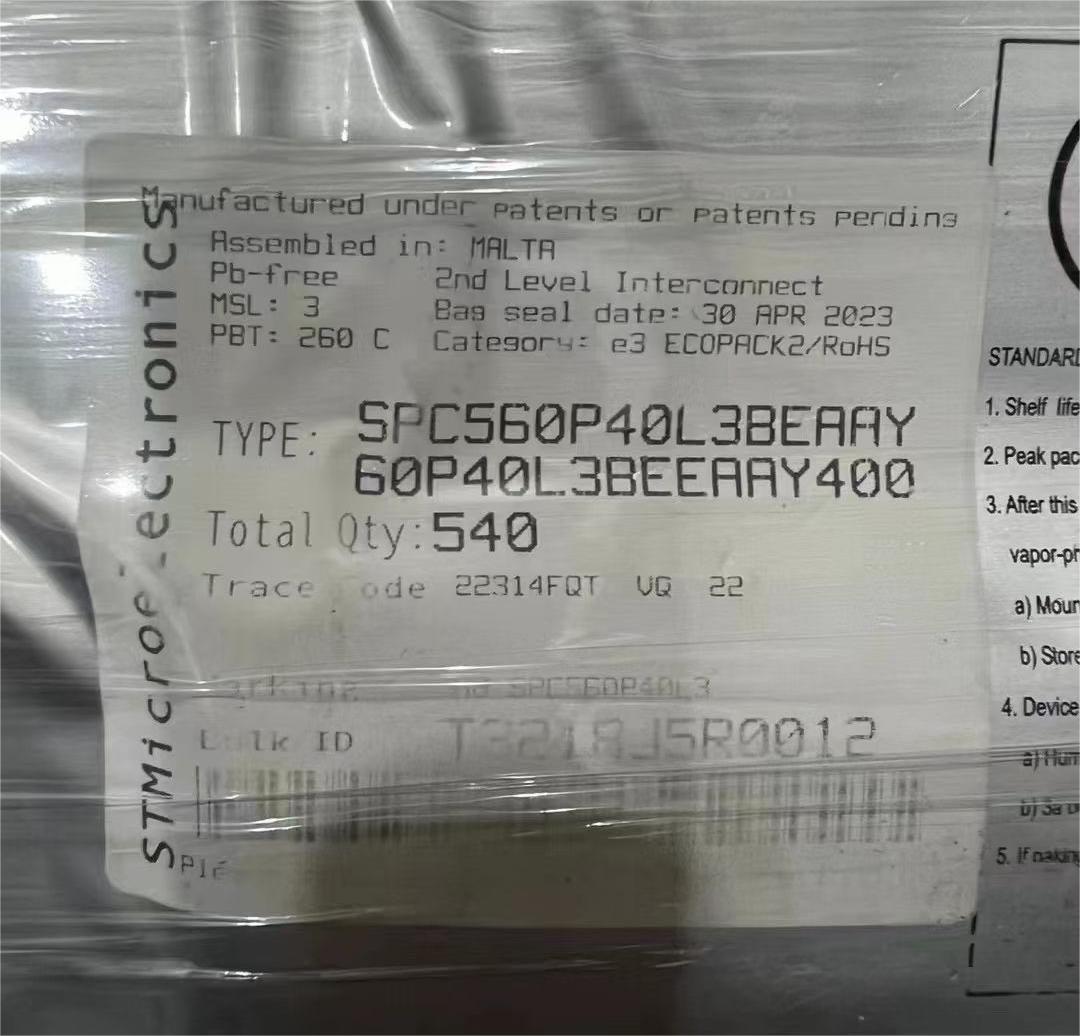 STMicroelectronics
Manufactured under patents or patents pending
Assembled in: MALTA
Pb-free 2nd Level Interconnect
MSL: 3 Bag seal date: 30 APR 2023
PBT: 260 C Category: e3 ECOPACK2/RoHS
TYPE: SPC560P40L3BEAAY
60P40L3BEEAAY400
Total Qty: 540
Trace ode 22314FQT VQ 22
SPC560P40L3
Bulk ID T3218J5R0012
STANDARD
1. Shelf life
2. Peak pac
3. After this
vapor-ph
a) Moun
b) Store
4. Device
a) Hum
5. If